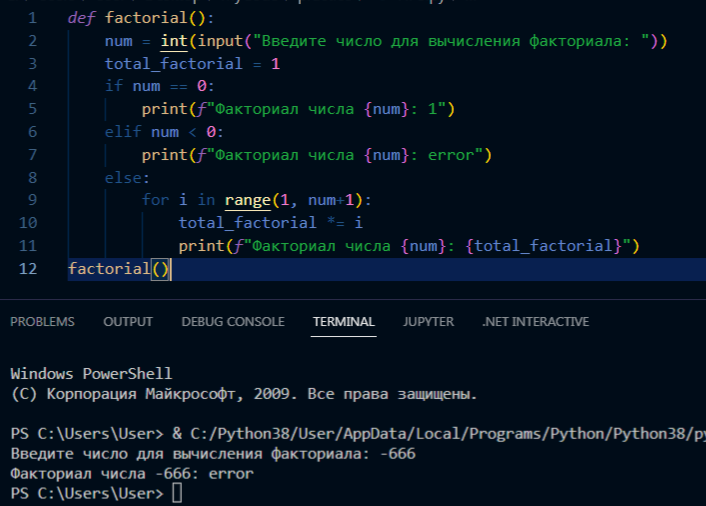 1 def factorial():
2 num = int(input("Введите число для вычисления факториала: "))
3 total_factorial = 1
4 if num == 0:
5 print(f"Факториал числа {num}: 1")
6 elif num < 0:
7 print(f"Факториал числа {num}: error")
8 else:
9 for i in range(1, num+1):
10 total_factorial *= i
11 print(f"Факториал числа {num}: {total_factorial}")
12 factorial()
PROBLEMS OUTPUT DEBUG CONSOLE TERMINAL JUPYTER .NET INTERACTIVE
Windows PowerShell
(C) Корпорация Майкрософт, 2009. Все права защищены.
PS C:\Users\User> & C:/Python38/User/AppData/Local/Programs/Python/Python38/py
Введите число для вычисления факториала: -666
Факториал числа -666: error
PS C:\Users\User>